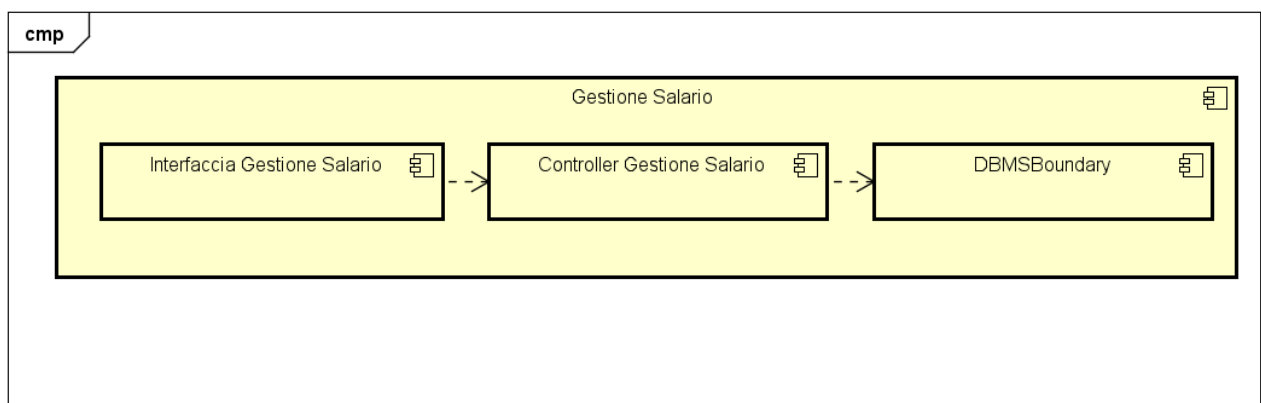 cmp
Gestione Salario
Interfaccia Gestione Salario
Controller Gestione Salario
DBMSBoundary